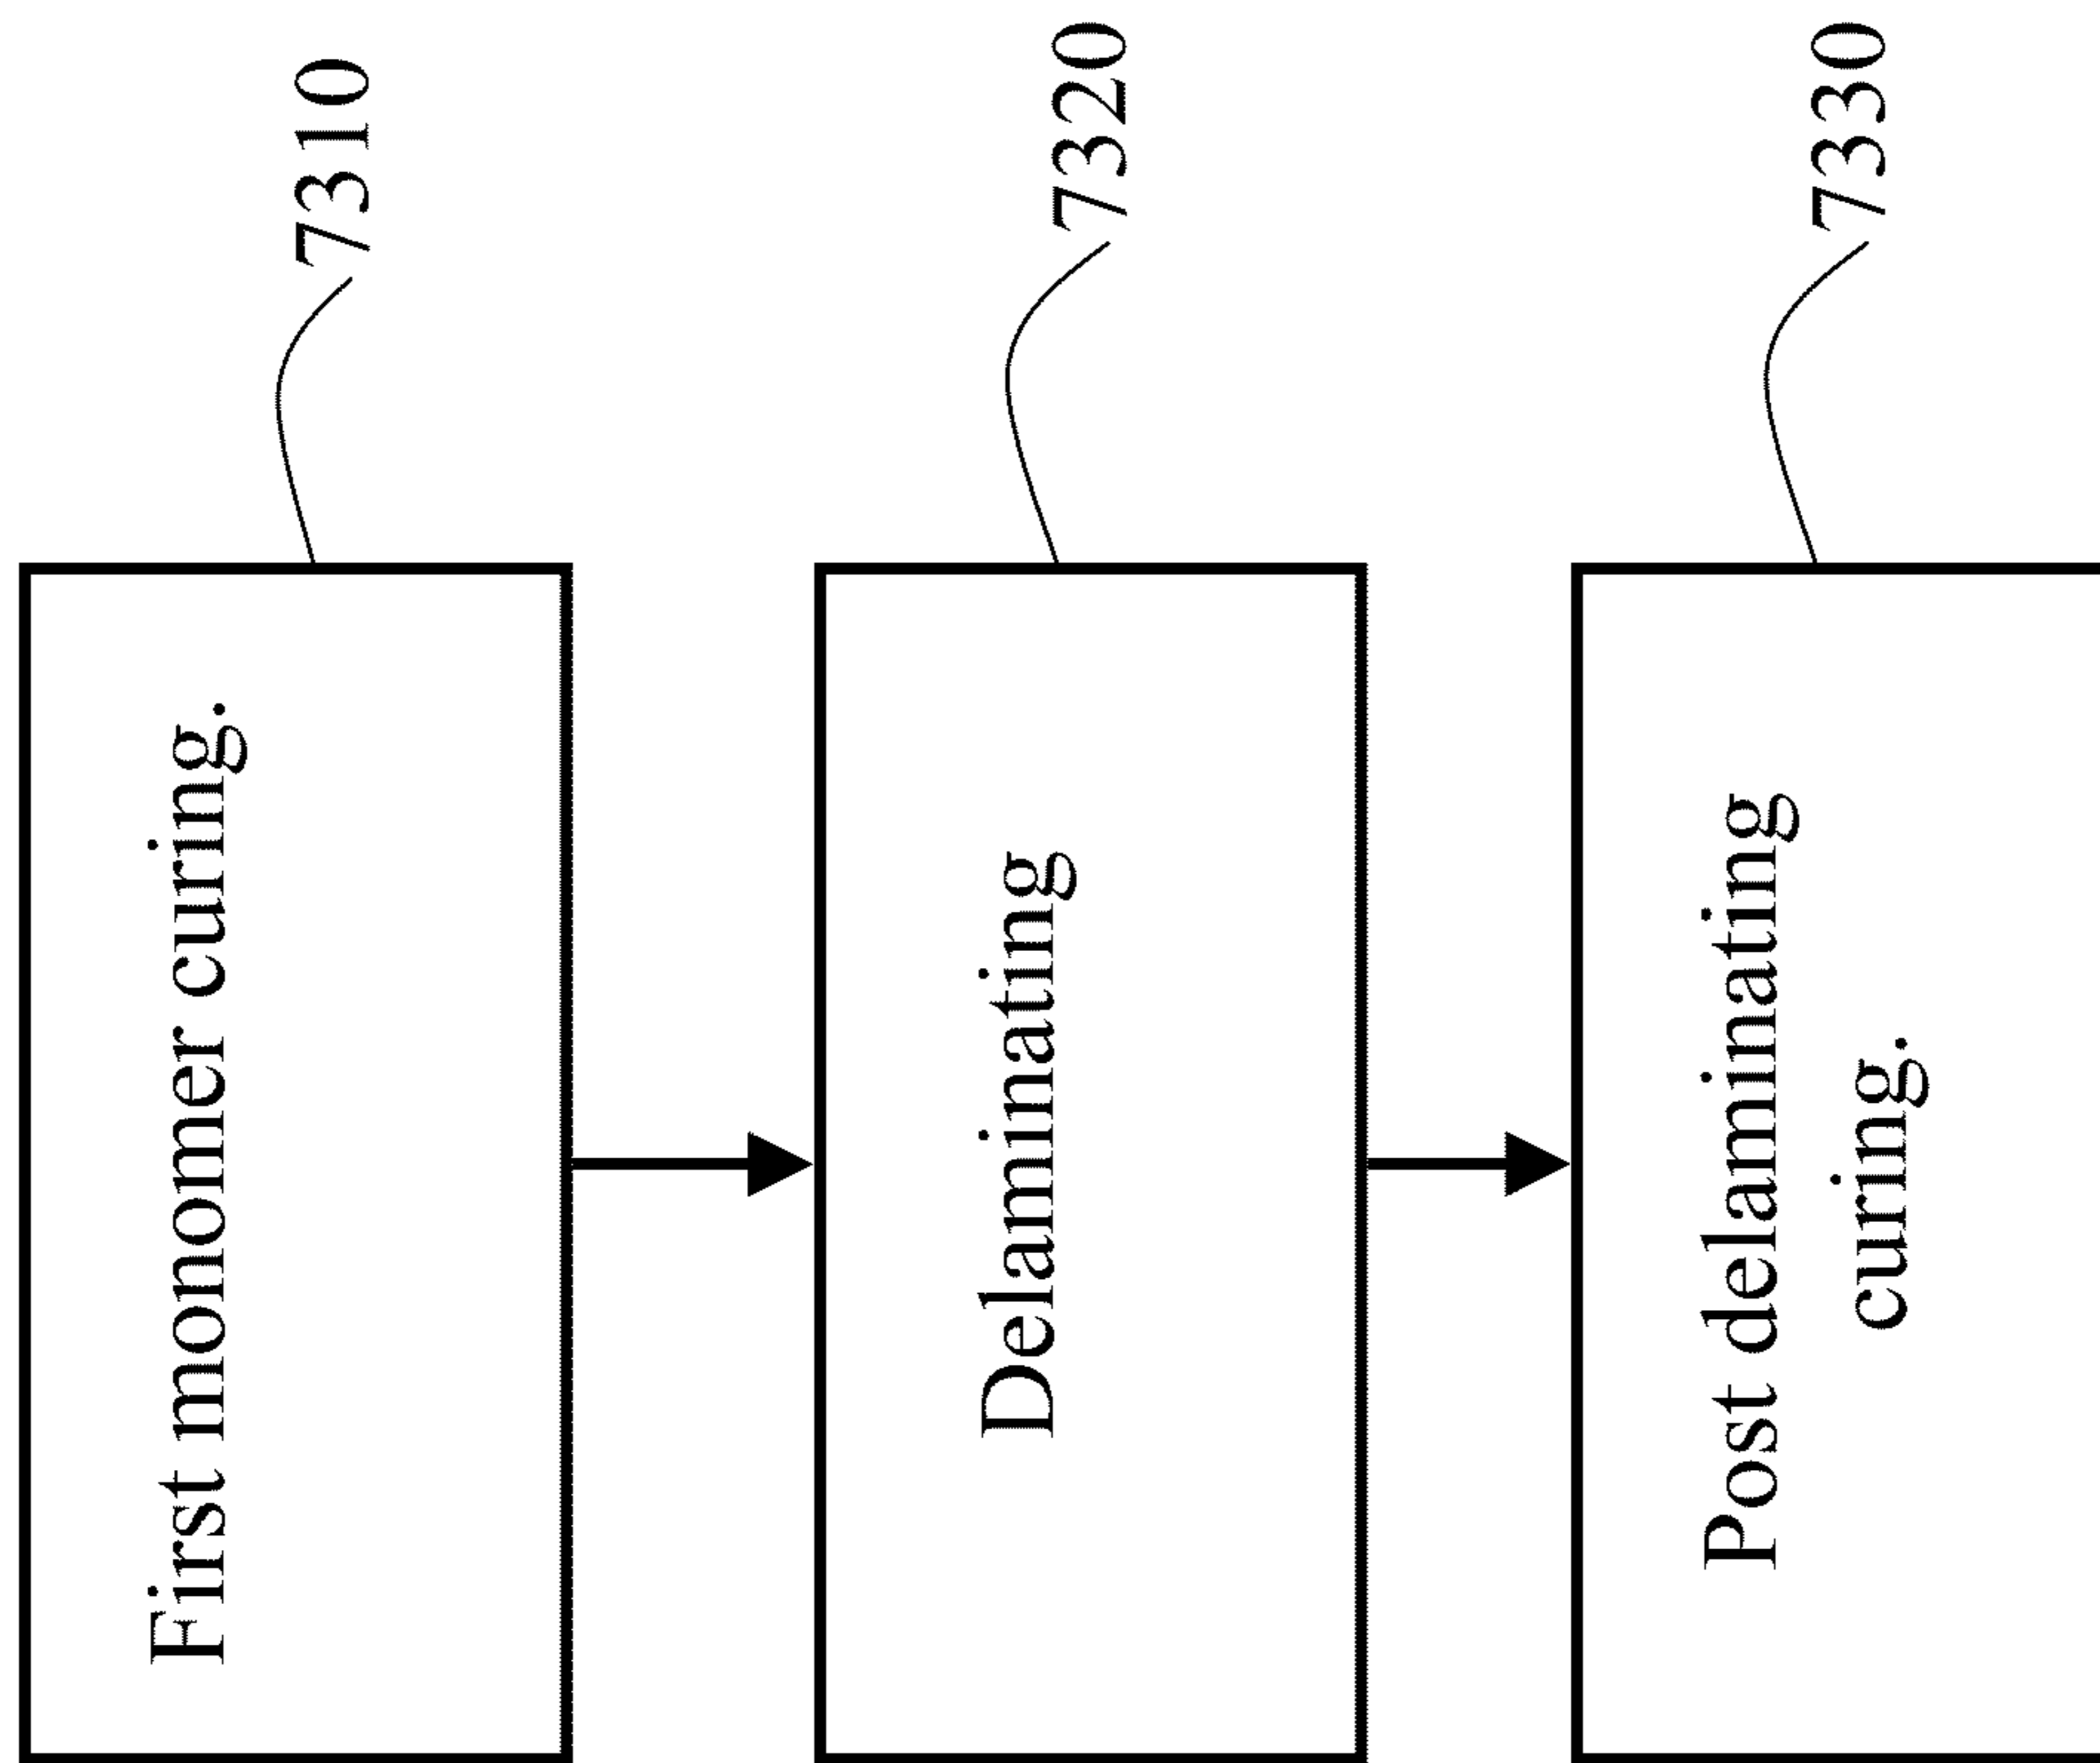 First monomer curing.
7310
Delaminating
7320
Post delaminating
curing.
7330